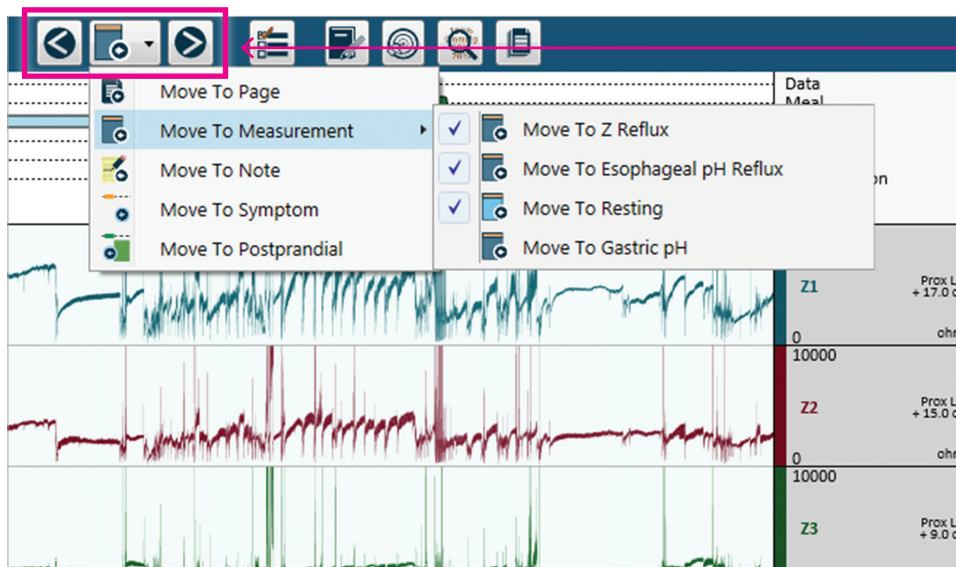 Data
Move To Page
Move To Measurement
Move To Note
Move To Symptom
Move To Postprandial
Move To Z Reflux
Move To Esophageal pH Reflux
Move To Resting
Move To Gastric pH
Z1
Prox L
+ 17.0 c
ohr
0
10000
Z2
Prox L
+ 15.0 c
ohr
0
10000
Z3
Prox L
+ 9.0 c